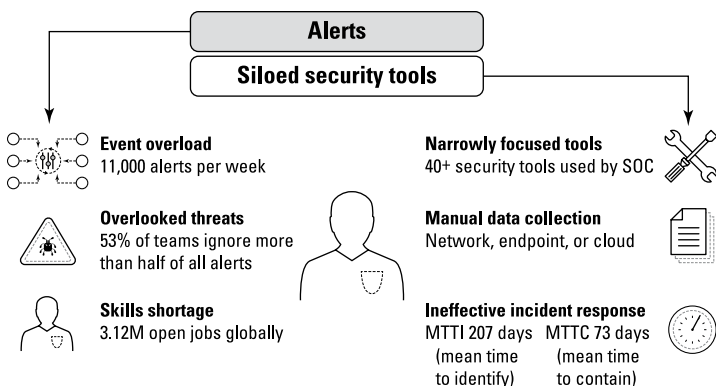 Alerts
Siloed security tools
Event overload
11,000 alerts per week
Overlooked threats
53% of teams ignore more
than half of all alerts
Skills shortage
3.12M open jobs globally
Narrowly focused tools
40+ security tools used by SOC
Manual data collection
Network, endpoint, or cloud
Ineffective incident response
MTTI 207 days MTTC 73 days
(mean time (mean time
to identify) to contain)